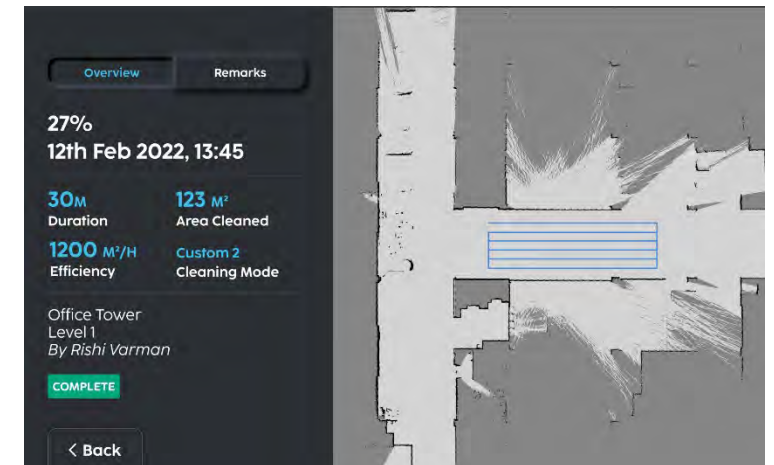 Overview Remarks
27%
12th Feb 2022, 13:45
30M 123 M²
Duration Area Cleaned
1200 M²/H Custom 2
Efficiency Cleaning Mode
Office Tower
Level 1
By Rishi Varman
COMPLETE
< Back